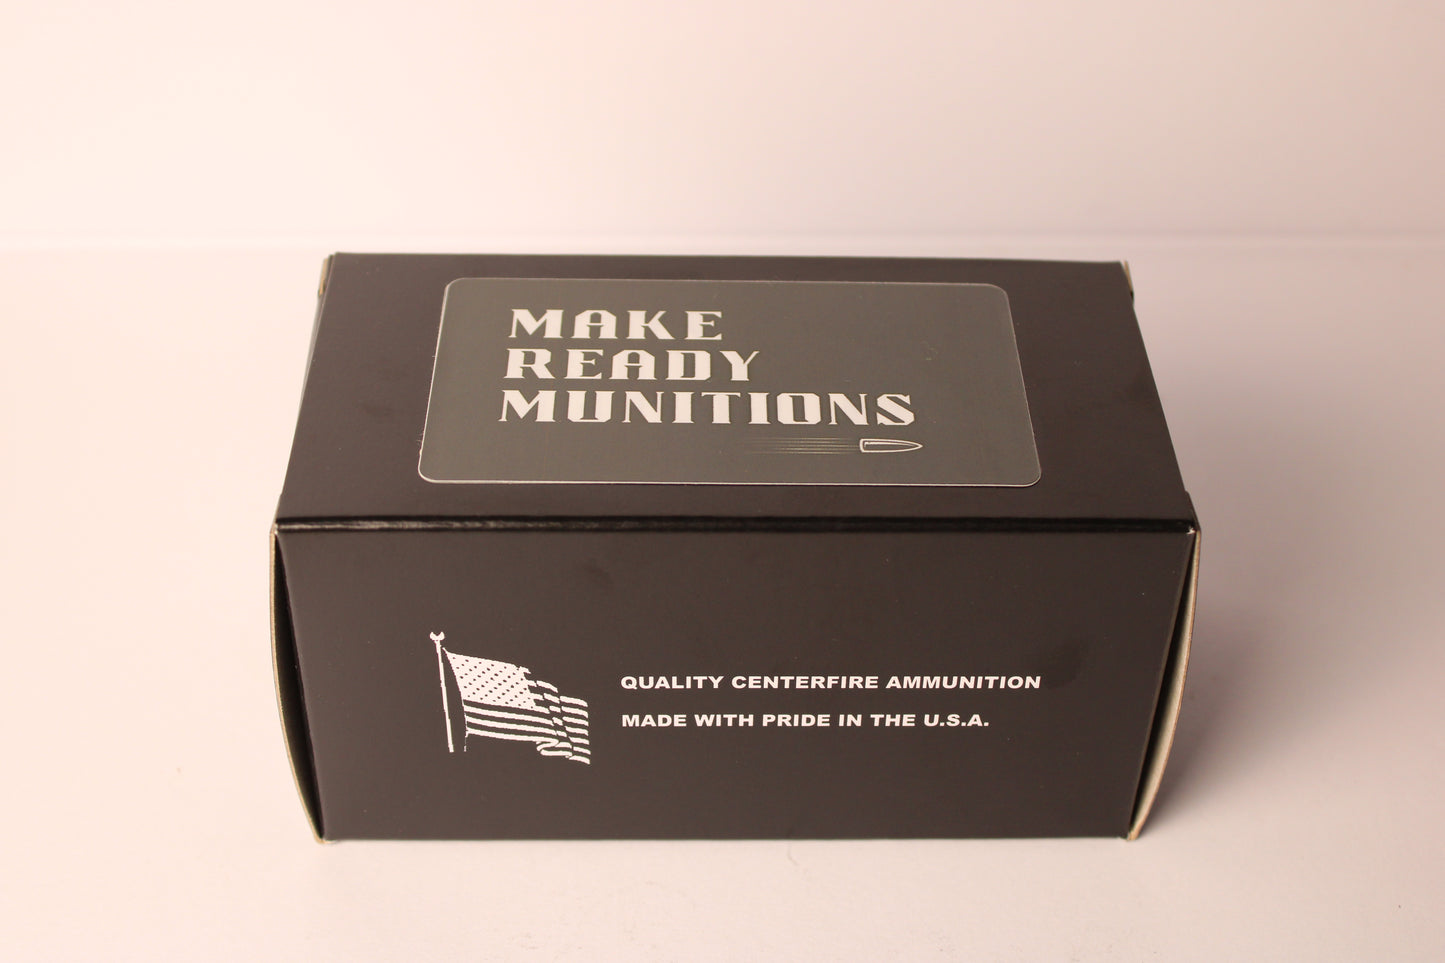 MAKE
READY
MUNITIONS
QUALITY CENTERFIRE AMMUNITION
MADE WITH PRIDE IN THE U.S.A.